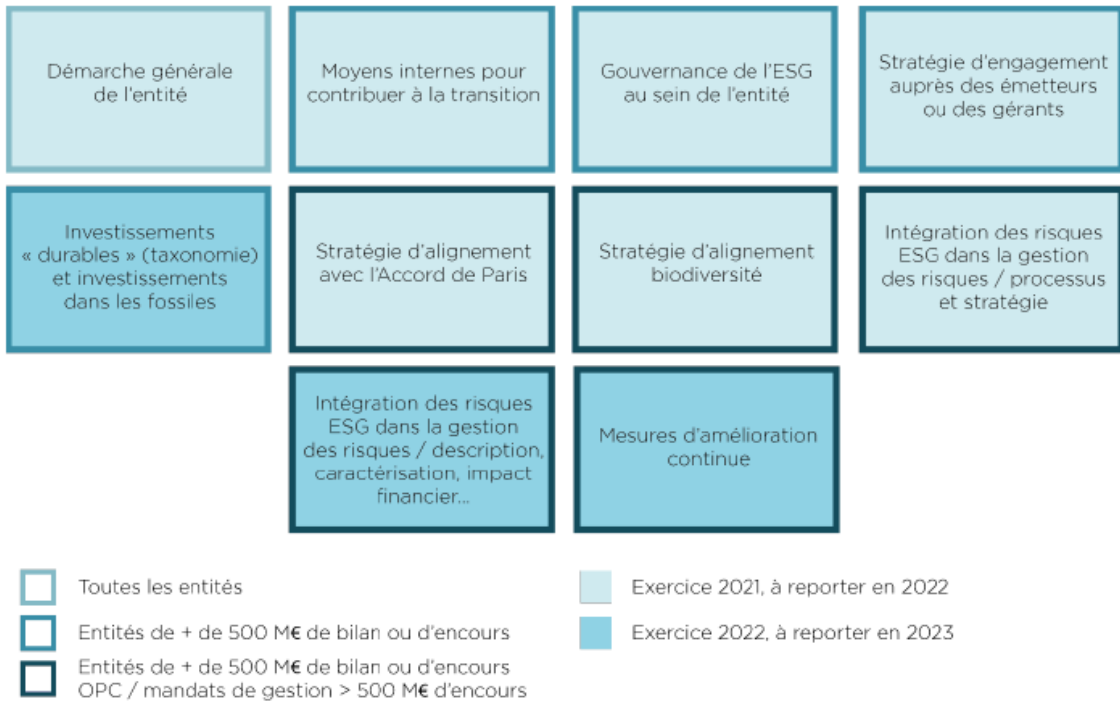 Démarche générale
de l'entité
Moyens internes pour
contribuer à la transition
Gouvernance de l'ESG
au sein de l'entité
Stratégie d'engagement
auprès des émetteurs
ou des gérants
Investissements
« durables » (taxonomie)
et investissements
dans les fossiles
Stratégie d'alignement
avec l'Accord de Paris
Stratégie d'alignement
biodiversité
Intégration des risques
ESG dans la gestion
des risques / processus
et stratégie
Intégration des risques
ESG dans la gestion
des risques / description,
caractérisation, impact
financier...
Mesures d'amélioration
continue
Toutes les entités
Entités de + de 500 M€ de bilan ou d'encours
Entités de + de 500 M€ de bilan ou d'encours
OPC / mandats de gestion > 500 M€ d'encours
Exercice 2021, à reporter en 2022
Exercice 2022, à reporter en 2023